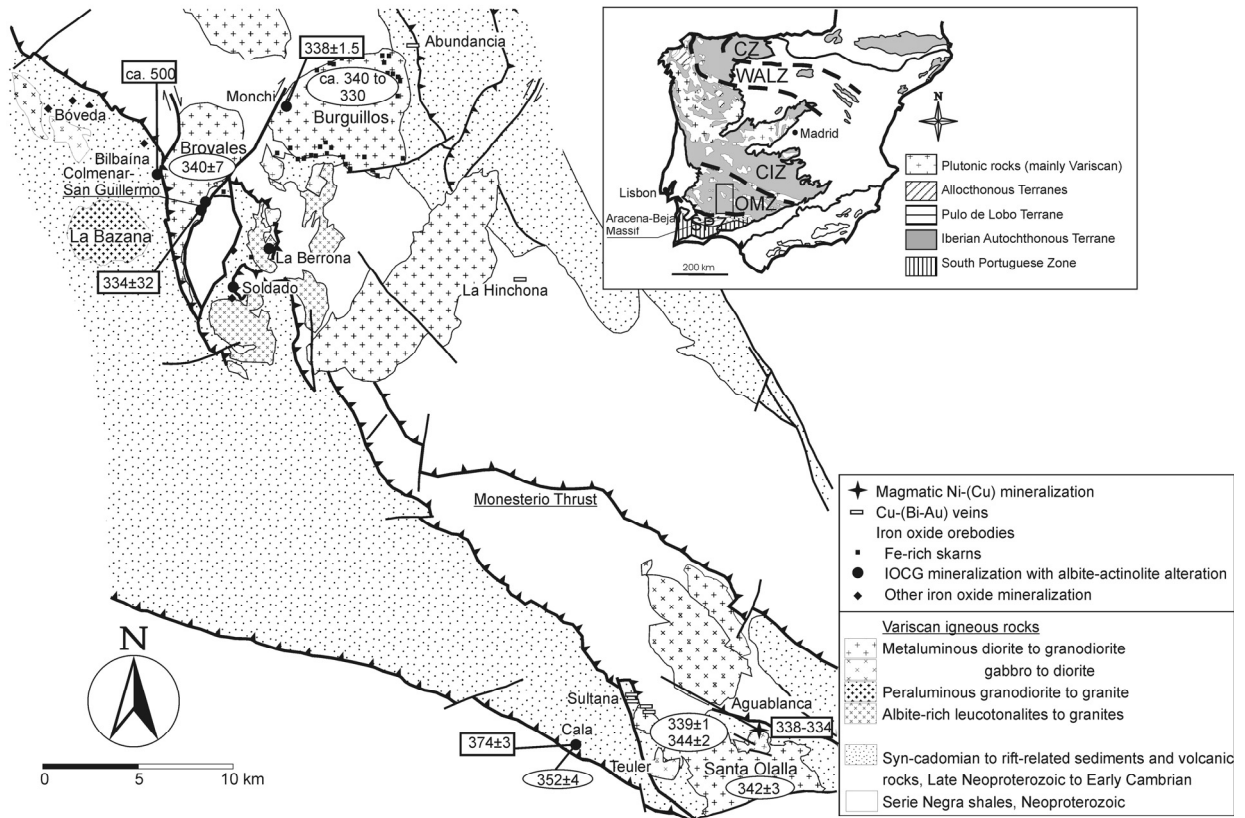 338±1.5
Abundancia
ca. 500
ca. 340 to
330
Monchi
Burguillos
Bóveda
Brovales
340±7
Bilbaína
Colmenar-
San Guillermo
La Bazana
La Berrona
334±32
Soldado
La Hinchona
Monesterio Thrust
N
0 5 10 km
Sultana
Aguablanca
339±1
344±2
338-334
Cala
374±3
352±4
Teuler
Santa Olalla
342±3
CZ
WALZ
Madrid
CIZ
Lisbon
OMZ
Aracena-Beja
Massif
SPZ
200 km
N
Plutonic rocks (mainly Variscan)
Allocthonous Terranes
Pulo de Lobo Terrane
Iberian Autochthonous Terrane
South Portuguese Zone
Magmatic Ni-(Cu) mineralization
Cu-(Bi-Au) veins
Iron oxide orebodies
Fe-rich skarns
IOCG mineralization with albite-actinolite alteration
Other iron oxide mineralization
Variscan igneous rocks
Metaluminous diorite to granodiorite
gabbro to diorite
Peraluminous granodiorite to granite
Albite-rich leucotonalites to granites
Syn-cadomian to rift-related sediments and volcanic
rocks, Late Neoproterozoic to Early Cambrian
Serie Negra shales, Neoproterozoic